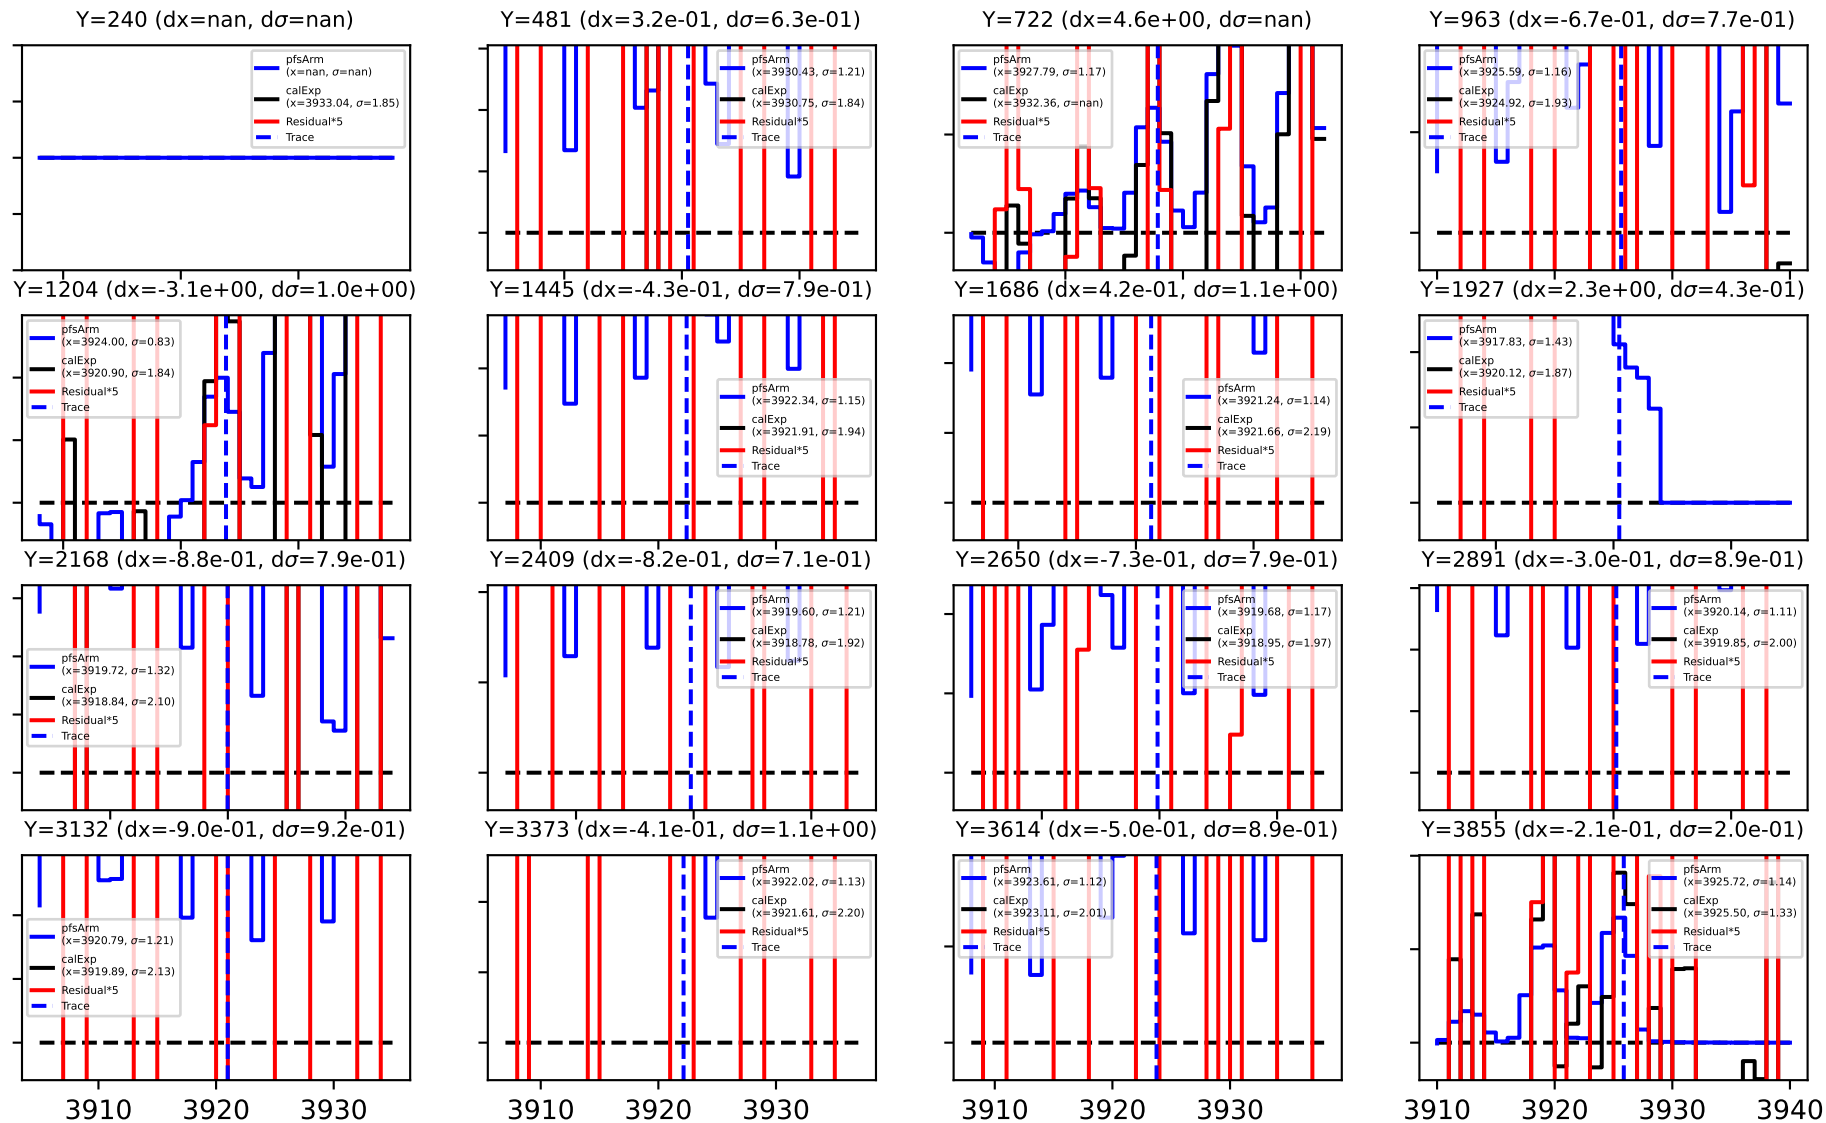 Y=240 (dx=nan, dσ=nan)
pfsArm
(x=nan, σ=nan)
calExp
(x=3933.04, σ=1.85)
Residual*5
Trace
Y=481 (dx=3.2e-01, dσ=6.3e-01)
pfsArm
(x=3930.43, σ=1.21)
calExp
(x=3930.75, σ=1.84)
Residual*5
Trace
Y=722 (dx=4.6e+00, dσ=nan)
pfsArm
(x=3927.79, σ=1.17)
calExp
(x=3932.36, σ=nan)
Residual*5
Trace
Y=963 (dx=-6.7e-01, dσ=7.7e-01)
pfsArm
(x=3925.59, σ=1.16)
calExp
(x=3924.92, σ=1.93)
Residual*5
Trace
Y=1204 (dx=-3.1e+00, dσ=1.0e+00)
pfsArm
(x=3924.00, σ=0.83)
calExp
(x=3920.90, σ=1.84)
Residual*5
Trace
Y=1445 (dx=-4.3e-01, dσ=7.9e-01)
pfsArm
(x=3922.34, σ=1.15)
calExp
(x=3921.91, σ=1.94)
Residual*5
Trace
Y=1686 (dx=4.2e-01, dσ=1.1e+00)
pfsArm
(x=3921.24, σ=1.14)
calExp
(x=3921.66, σ=2.19)
Residual*5
Trace
Y=1927 (dx=2.3e+00, dσ=4.3e-01)
pfsArm
(x=3917.83, σ=1.43)
calExp
(x=3920.12, σ=1.87)
Residual*5
Trace
Y=2168 (dx=-8.8e-01, dσ=7.9e-01)
pfsArm
(x=3919.72, σ=1.32)
calExp
(x=3918.84, σ=2.10)
Residual*5
Trace
Y=2409 (dx=-8.2e-01, dσ=7.1e-01)
pfsArm
(x=3919.60, σ=1.21)
calExp
(x=3918.78, σ=1.92)
Residual*5
Trace
Y=2650 (dx=-7.3e-01, dσ=7.9e-01)
pfsArm
(x=3919.68, σ=1.17)
calExp
(x=3918.95, σ=1.97)
Residual*5
Trace
Y=2891 (dx=-3.0e-01, dσ=8.9e-01)
pfsArm
(x=3920.14, σ=1.11)
calExp
(x=3919.85, σ=2.00)
Residual*5
Trace
Y=3132 (dx=-9.0e-01, dσ=9.2e-01)
pfsArm
(x=3920.79, σ=1.21)
calExp
(x=3919.89, σ=2.13)
Residual*5
Trace
3910 3920 3930
Y=3373 (dx=-4.1e-01, dσ=1.1e+00)
pfsArm
(x=3922.02, σ=1.13)
calExp
(x=3921.61, σ=2.20)
Residual*5
Trace
3910 3920 3930
Y=3614 (dx=-5.0e-01, dσ=8.9e-01)
pfsArm
(x=3923.61, σ=1.12)
calExp
(x=3923.11, σ=2.01)
Residual*5
Trace
3910 3920 3930
Y=3855 (dx=-2.1e-01, dσ=2.0e-01)
pfsArm
(x=3925.72, σ=1.14)
calExp
(x=3925.50, σ=1.33)
Residual*5
Trace
3910 3920 3930 3940